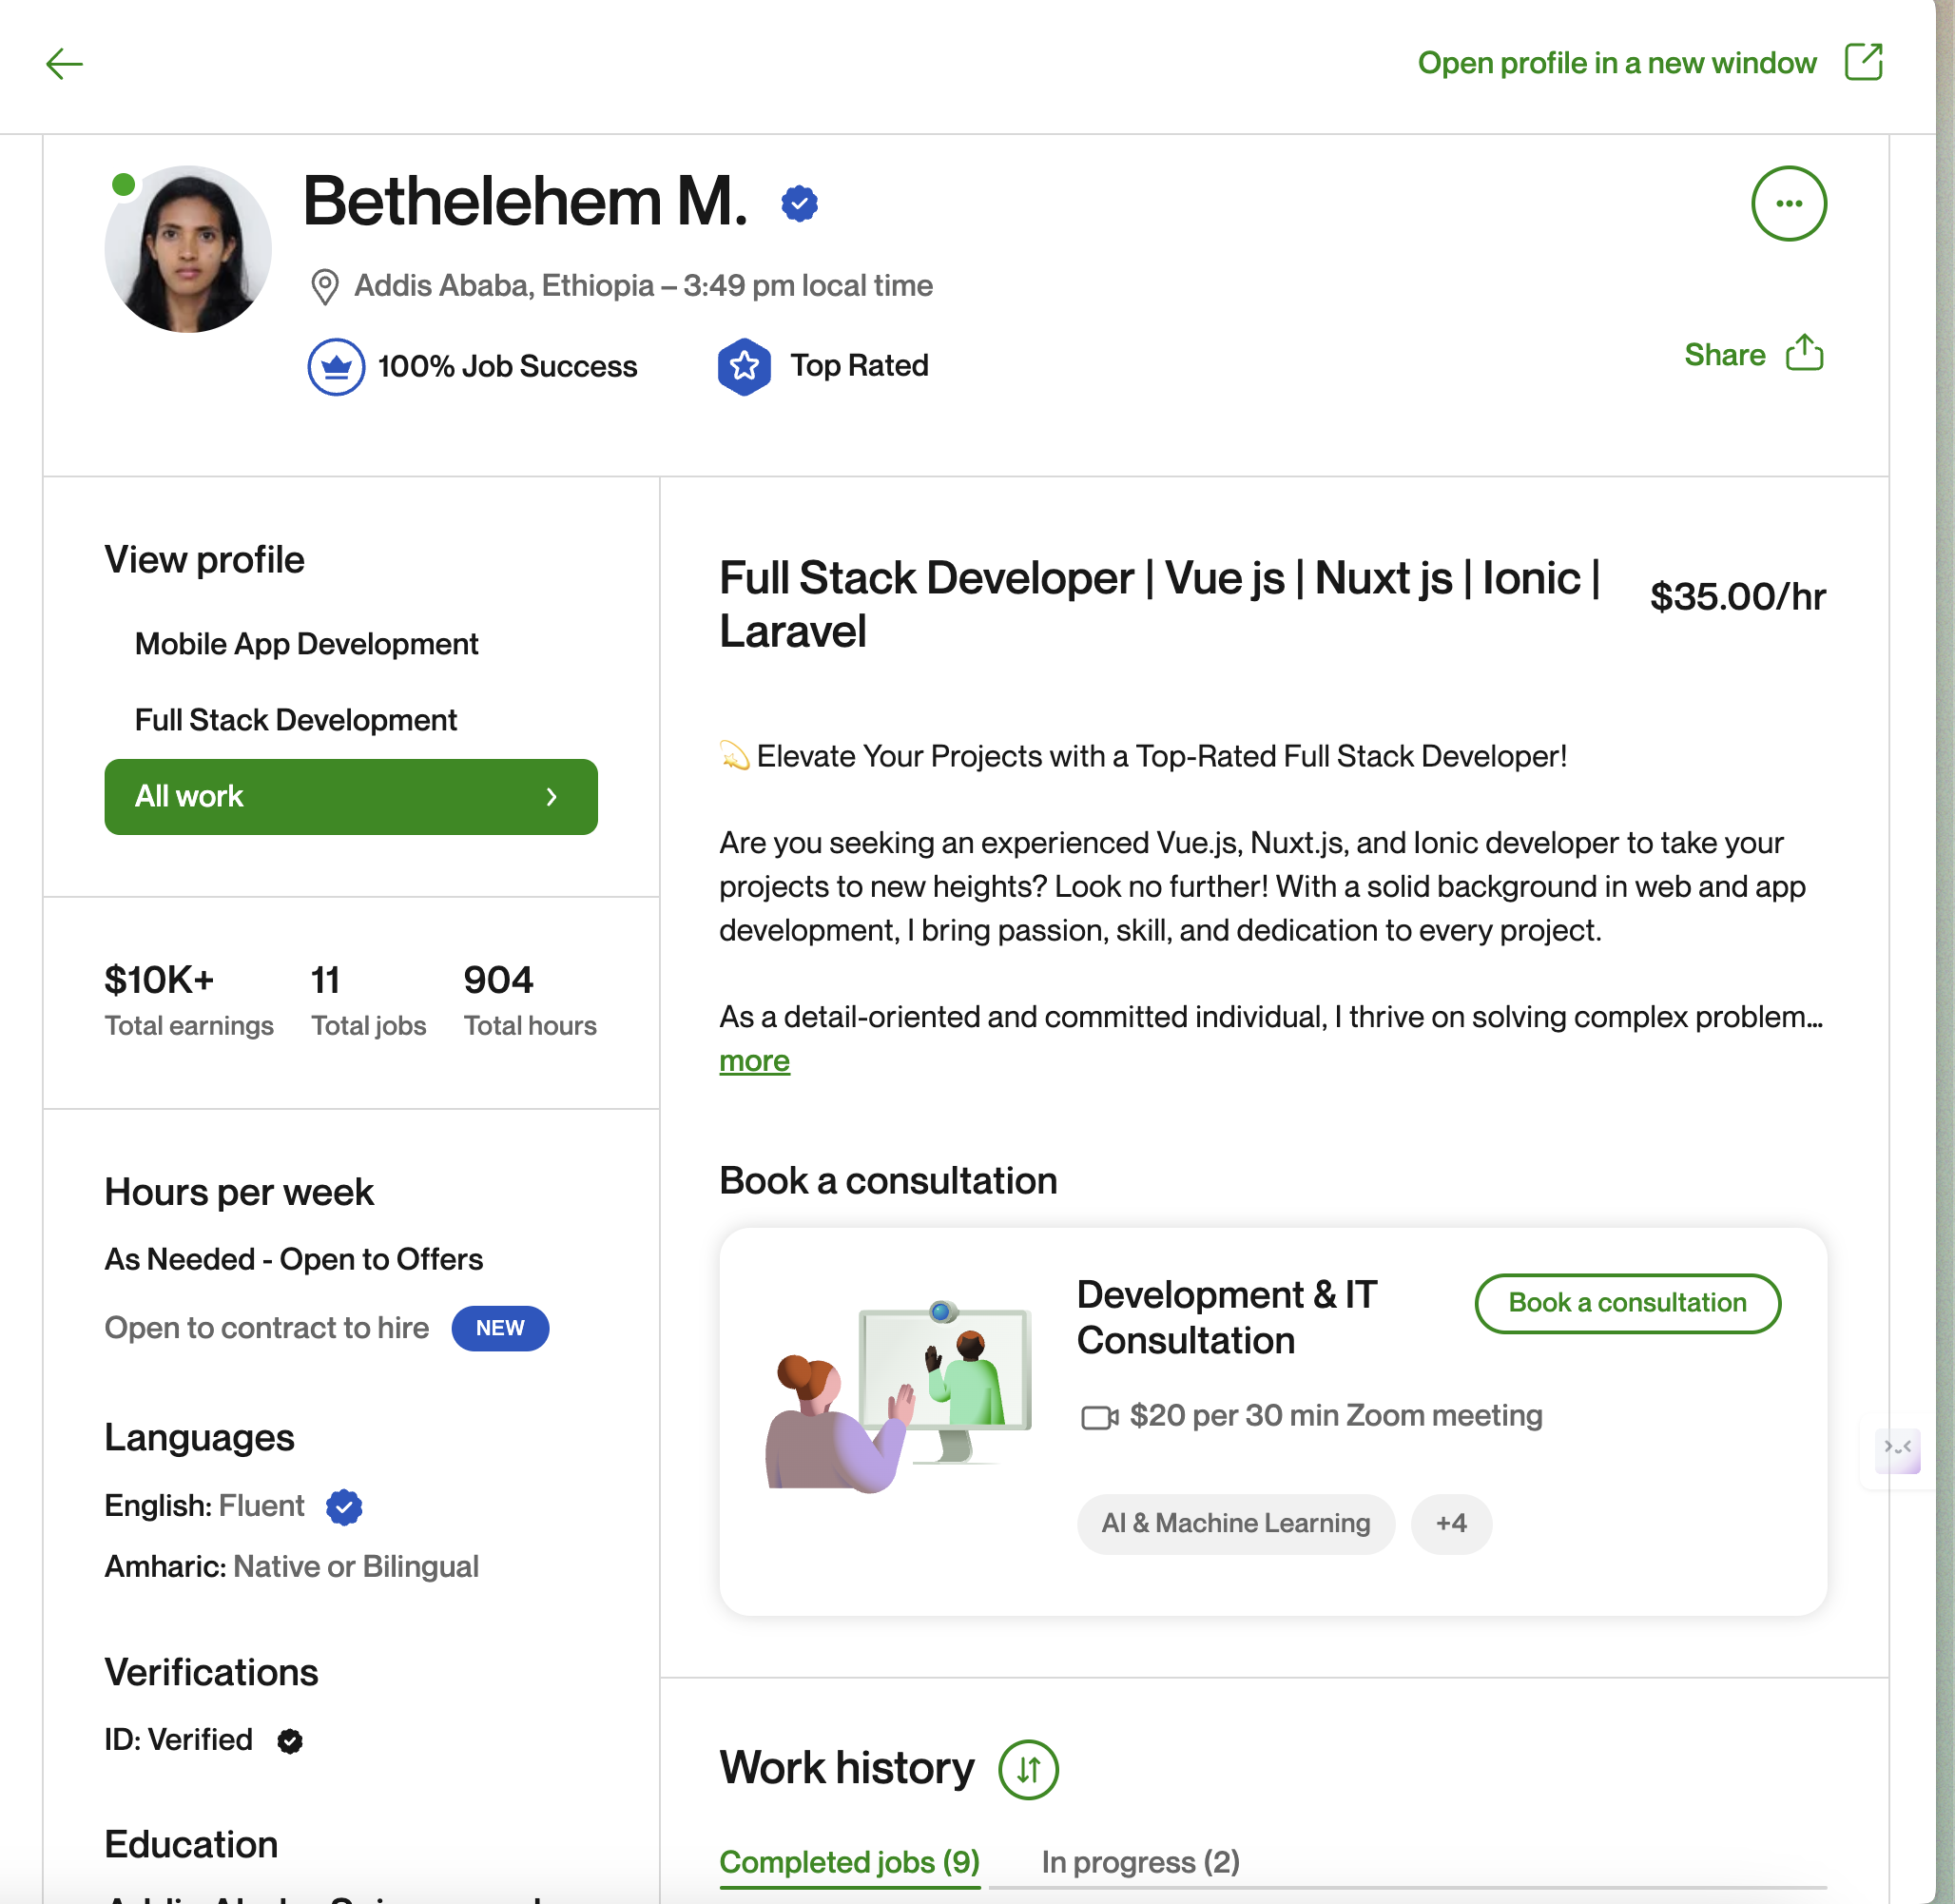 Open profile in a new window
Bethelehem M.
Addis Ababa, Ethiopia – 3:49 pm local time
100% Job Success
Top Rated
Share
View profile
Mobile App Development
Full Stack Development
All work
$10K+
Total earnings
11
Total jobs
904
Total hours
Hours per week
As Needed - Open to Offers
Open to contract to hire
NEW
Languages
English: Fluent
Amharic: Native or Bilingual
Verifications
ID: Verified
Education
Full Stack Developer | Vue js | Nuxt js | Ionic |
Laravel
$35.00/hr
💫 Elevate Your Projects with a Top-Rated Full Stack Developer!
Are you seeking an experienced Vue.js, Nuxt.js, and Ionic developer to take your
projects to new heights? Look no further! With a solid background in web and app
development, I bring passion, skill, and dedication to every project.
As a detail-oriented and committed individual, I thrive on solving complex problem...
more
Book a consultation
Development & IT
Consultation
Book a consultation
$20 per 30 min Zoom meeting
AI & Machine Learning
+4
Work history
Completed jobs (9)
In progress (2)